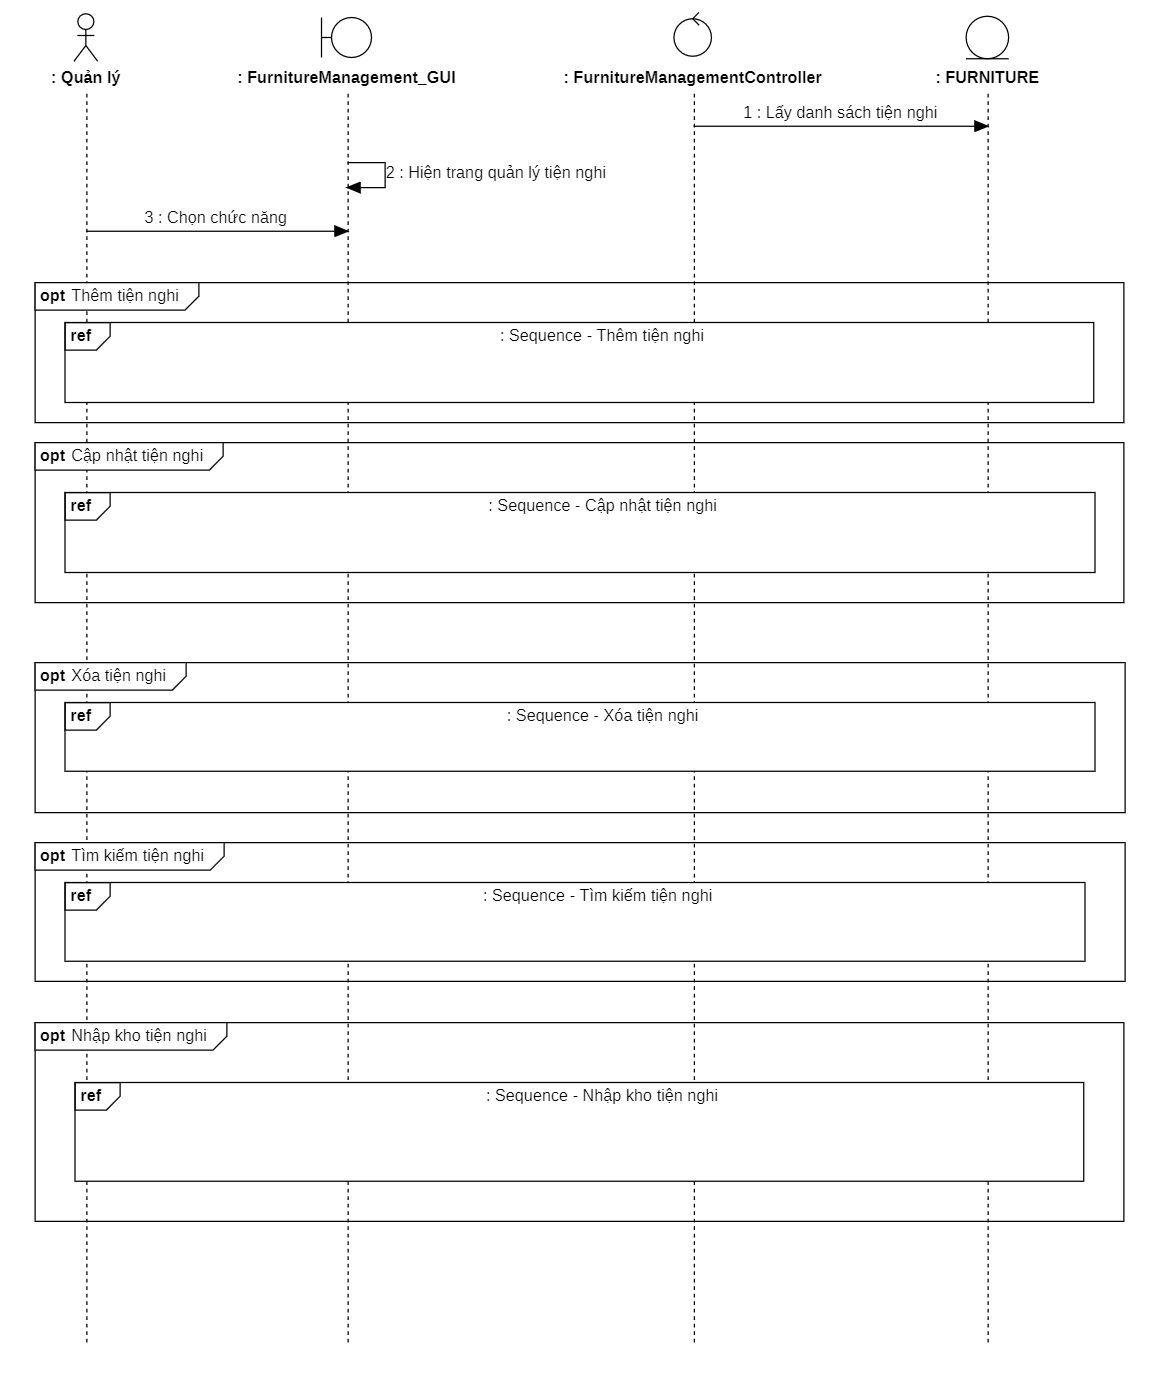 : Quản lý
: FurnitureManagement_GUI
: FurnitureManagementController
: FURNITURE
1 : Lấy danh sách tiện nghi
2 : Hiện trang quản lý tiện nghi
3 : Chọn chức năng
opt Thêm tiện nghi
ref : Sequence - Thêm tiện nghi
opt Cập nhật tiện nghi
ref : Sequence - Cập nhật tiện nghi
opt Xóa tiện nghi
ref : Sequence - Xóa tiện nghi
opt Tìm kiếm tiện nghi
ref : Sequence - Tìm kiếm tiện nghi
opt Nhập kho tiện nghi
ref : Sequence - Nhập kho tiện nghi